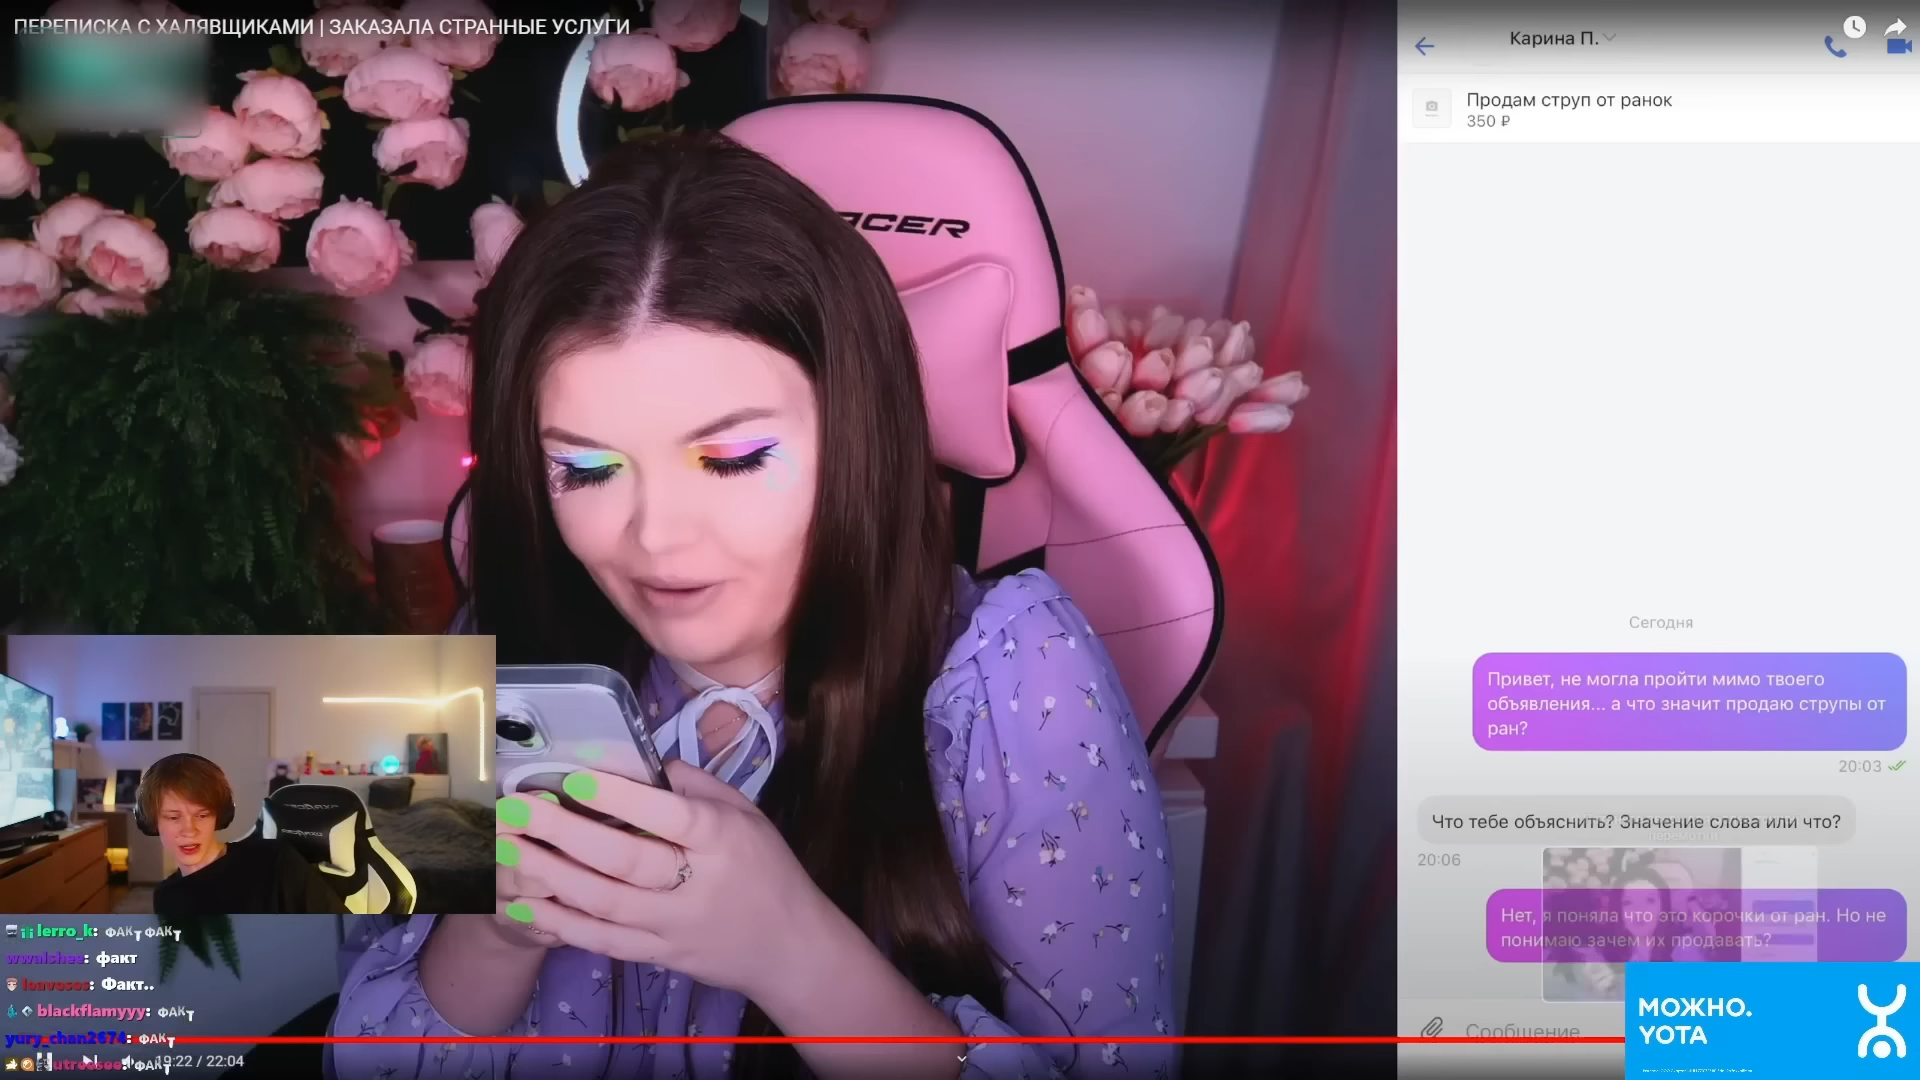 ПЕРЕПИСКА С ХАЛЯВЩИКАМИ | ЗАКАЗАЛА СТРАННЫЕ УСЛУГИ
Карина П.
Продам струп от ранок
350 ₽
Сегодня
Привет, не могла пройти мимо твоего
объявления... а что значит продаю струпы от
ран?
20:03
Что тебе объяснить? Значение слова или что?
20:06
Нет, я поняла что это корочки от ран. Но не
понимаю зачем их продавать?
Сообщение
МОЖНО.
YOTA
lerro_k: ФАКт ФАКт
wwalshee: факт
Факт..
blackflamyyy: ФАКт
yury_chan2674: ФАКт
ФАКт
19:22 / 22:04